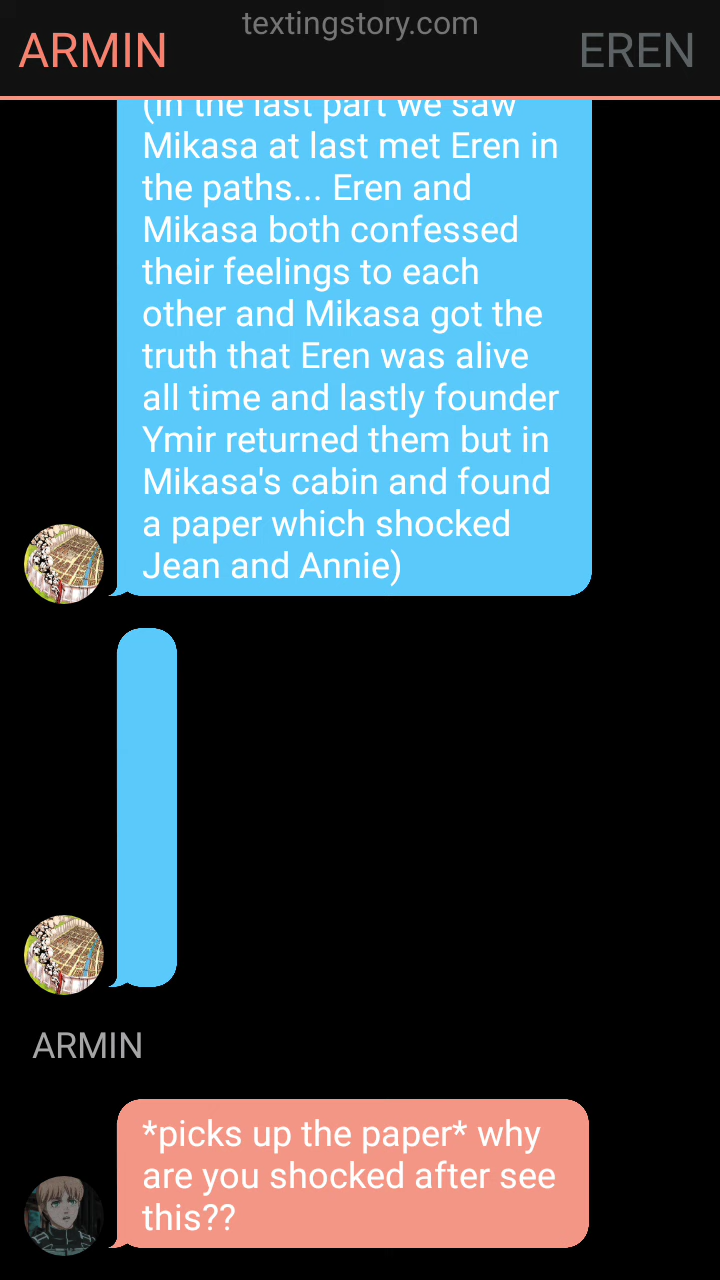 textingstory.com
ARMIN
EREN
(In the last part we saw
Mikasa at last met Eren in
the paths... Eren and
Mikasa both confessed
their feelings to each
other and Mikasa got the
truth that Eren was alive
all time and lastly founder
Ymir returned them but in
Mikasa's cabin and found
a paper which shocked
Jean and Annie)
ARMIN
*picks up the paper* why
are you shocked after see
this??